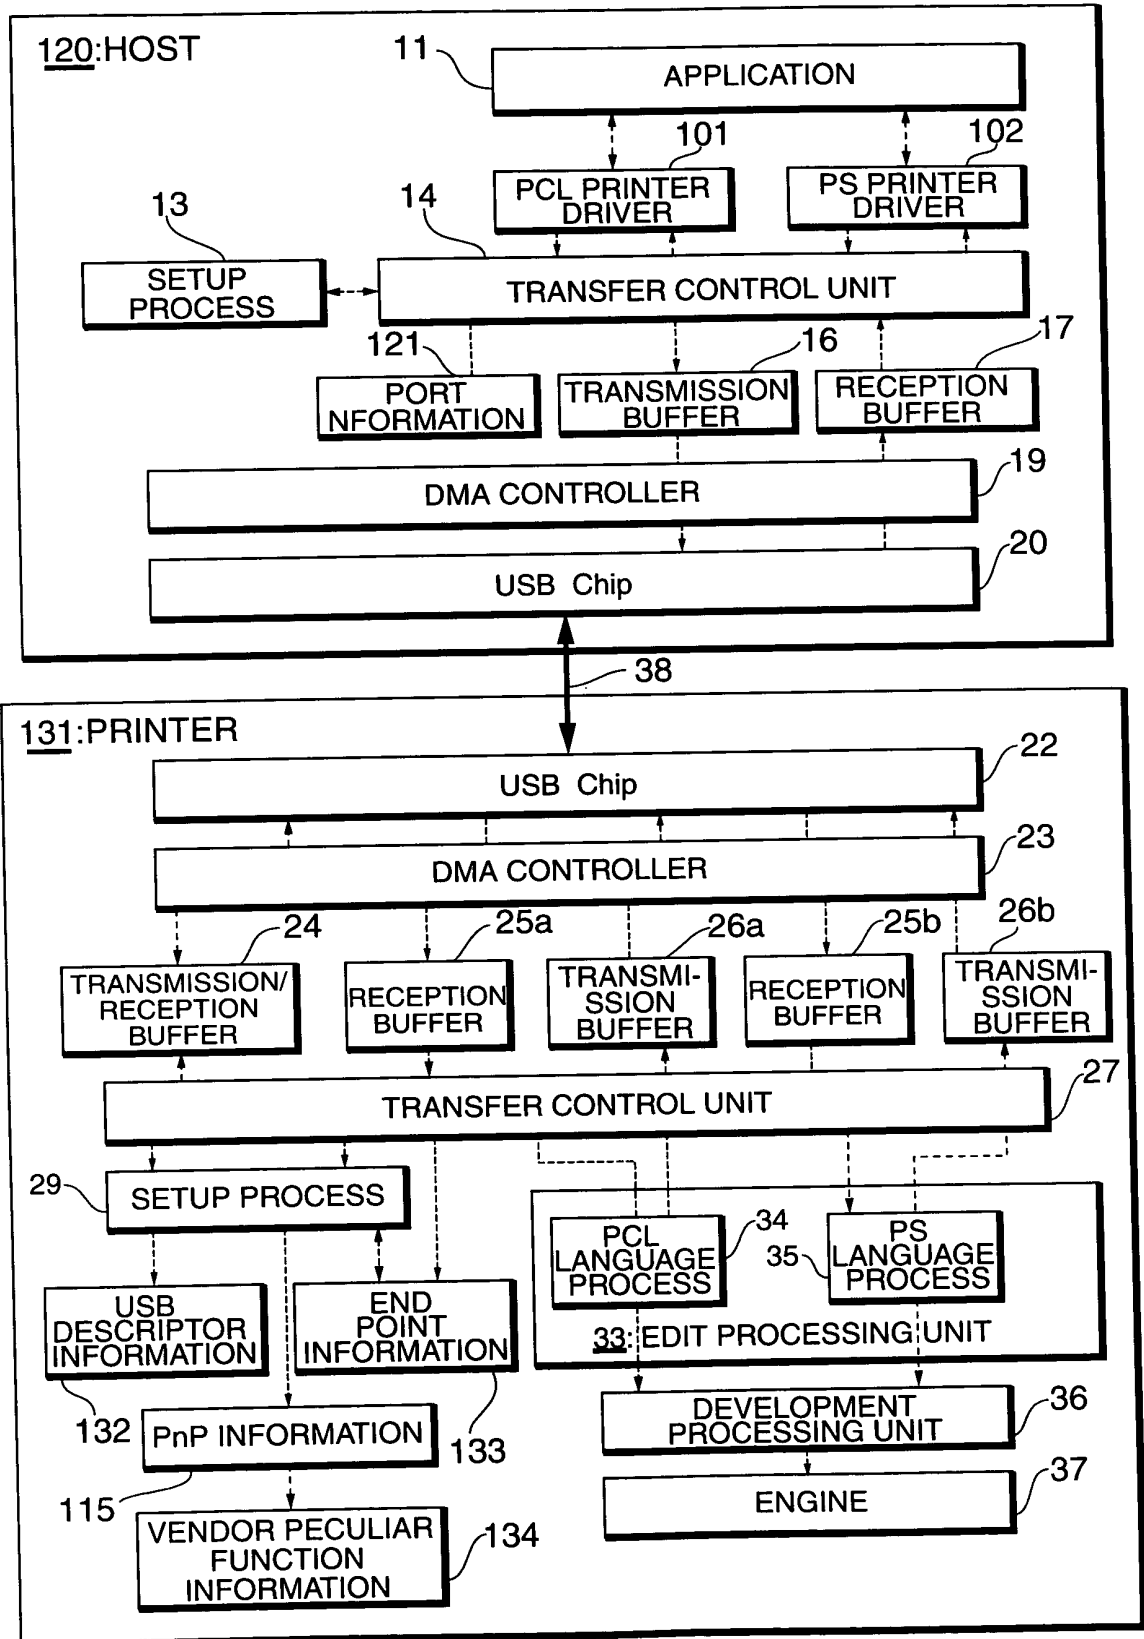 120:HOST
11
APPLICATION
101
102
PCL PRINTER
DRIVER
PS PRINTER
DRIVER
13
14
SETUP
PROCESS
TRANSFER CONTROL UNIT
121
16
17
PORT
NFORMATION
TRANSMISSION
BUFFER
RECEPTION
BUFFER
19
DMA CONTROLLER
20
USB Chip
38
131:PRINTER
22
USB Chip
23
DMA CONTROLLER
24
25a
26a
25b
26b
TRANSMISSION/
RECEPTION
BUFFER
RECEPTION
BUFFER
TRANSMI-
SSION
BUFFER
RECEPTION
BUFFER
TRANSMI-
SSION
BUFFER
27
TRANSFER CONTROL UNIT
29
SETUP PROCESS
34
PCL
LANGUAGE
PROCESS
35
PS
LANGUAGE
PROCESS
USB
DESCRIPTOR
INFORMATION
END
POINT
INFORMATION
33: EDIT PROCESSING UNIT
132
133
36
DEVELOPMENT
PROCESSING UNIT
PnP INFORMATION
115
37
ENGINE
VENDOR PECULIAR
FUNCTION
INFORMATION
134